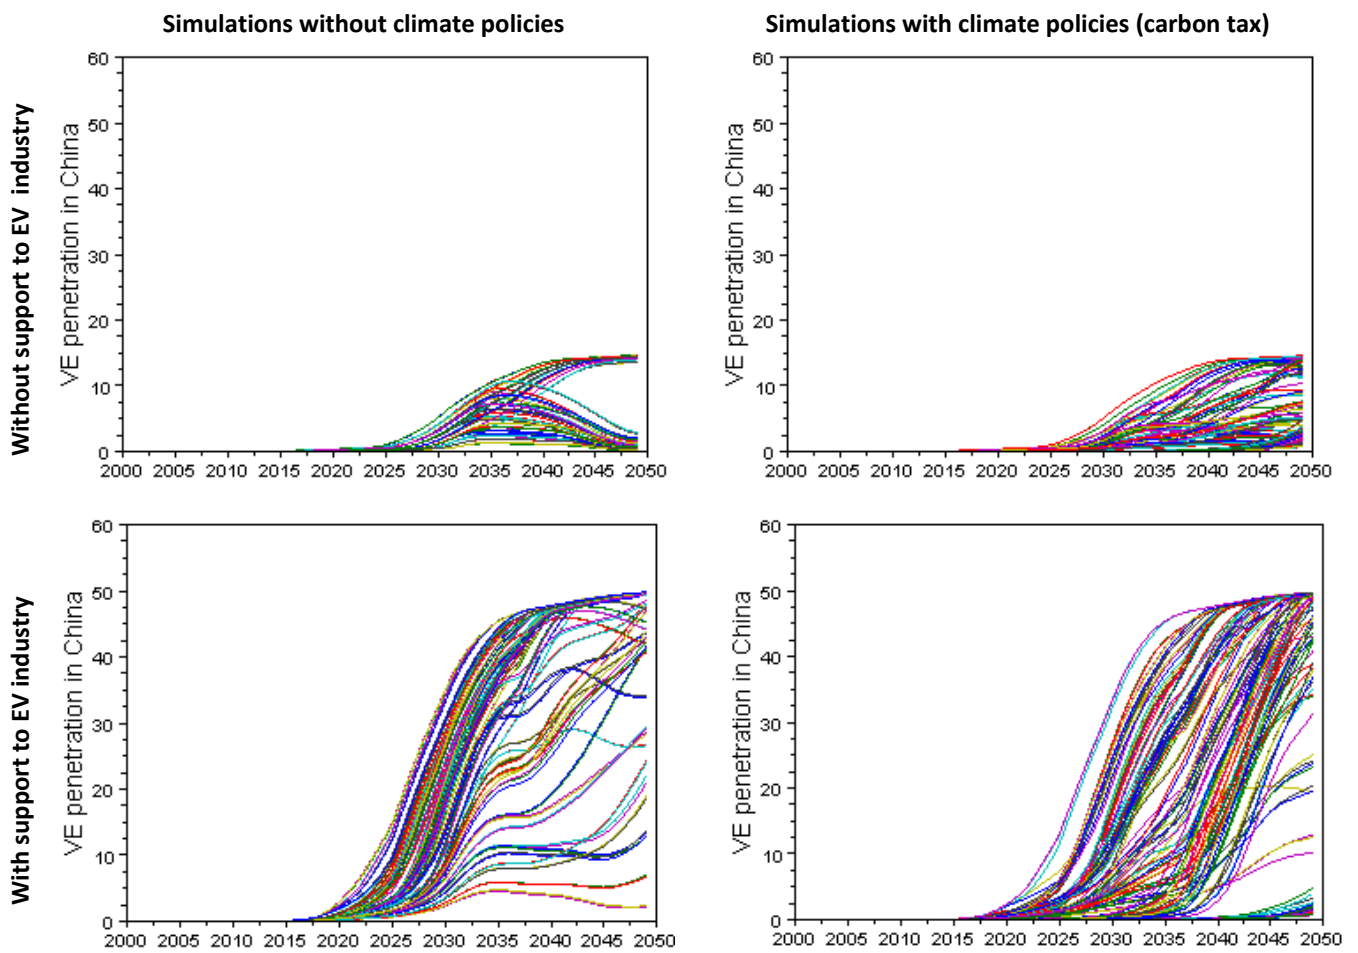 Simulations without climate policies
Simulations with climate policies (carbon tax)
Without support to EV industry
VE penetration in China
60
50
40
30
20
10
0
2000 2005 2010 2015 2020 2025 2030 2035 2040 2045 2050
VE penetration in China
60
50
40
30
20
10
0
2000 2005 2010 2015 2020 2025 2030 2035 2040 2045 2050
With support to EV industry
VE penetration in China
60
50
40
30
20
10
0
2000 2005 2010 2015 2020 2025 2030 2035 2040 2045 2050
VE penetration in China
60
50
40
30
20
10
0
2000 2005 2010 2015 2020 2025 2030 2035 2040 2045 2050